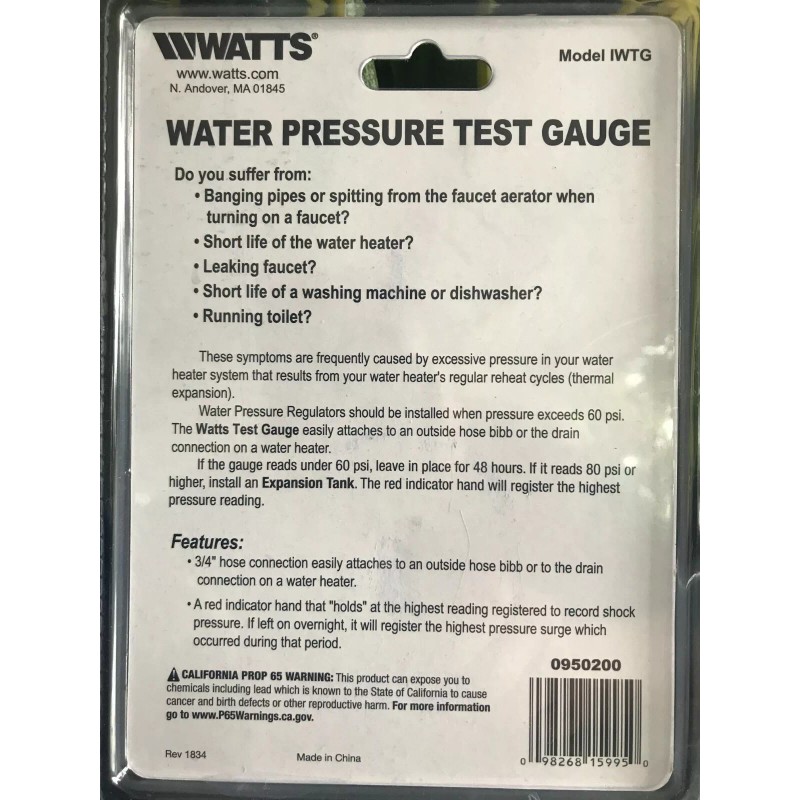 WATTS®
www.watts.com
N. Andover, MA 01845
Model IWTG
WATER PRESSURE TEST GAUGE
Do you suffer from:
• Banging pipes or spitting from the faucet aerator when
turning on a faucet?
• Short life of the water heater?
• Leaking faucet?
• Short life of a washing machine or dishwasher?
• Running toilet?
These symptoms are frequently caused by excessive pressure in your water
heater system that results from your water heater's regular reheat cycles (thermal
expansion).
Water Pressure Regulators should be installed when pressure exceeds 60 psi.
The Watts Test Gauge easily attaches to an outside hose bibb or the drain
connection on a water heater.
If the gauge reads under 60 psi, leave in place for 48 hours. If it reads 80 psi or
higher, install an Expansion Tank. The red indicator hand will register the highest
pressure reading.
Features:
• 3/4" hose connection easily attaches to an outside hose bibb or to the drain
connection on a water heater.
• A red indicator hand that "holds" at the highest reading registered to record shock
pressure. If left on overnight, it will register the highest pressure surge which
occurred during that period.
⚠ CALIFORNIA PROP 65 WARNING: This product can expose you to
chemicals including lead which is known to the State of California to cause
cancer and birth defects or other reproductive harm. For more information
go to www.P65Warnings.ca.gov.
Rev 1834
Made in China
0950200
0 98268 15995 0